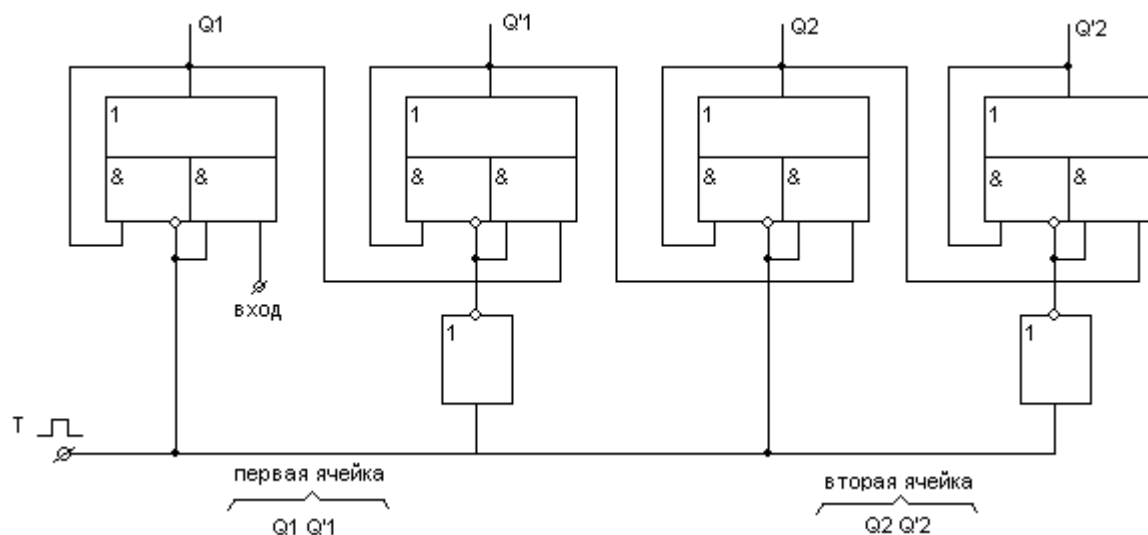 Q1 Q'1 Q2 Q'2
1 1 1 1
& & & & & & & &
вход
1 1
T
первая ячейка вторая ячейка
Q1 Q'1 Q2 Q'2